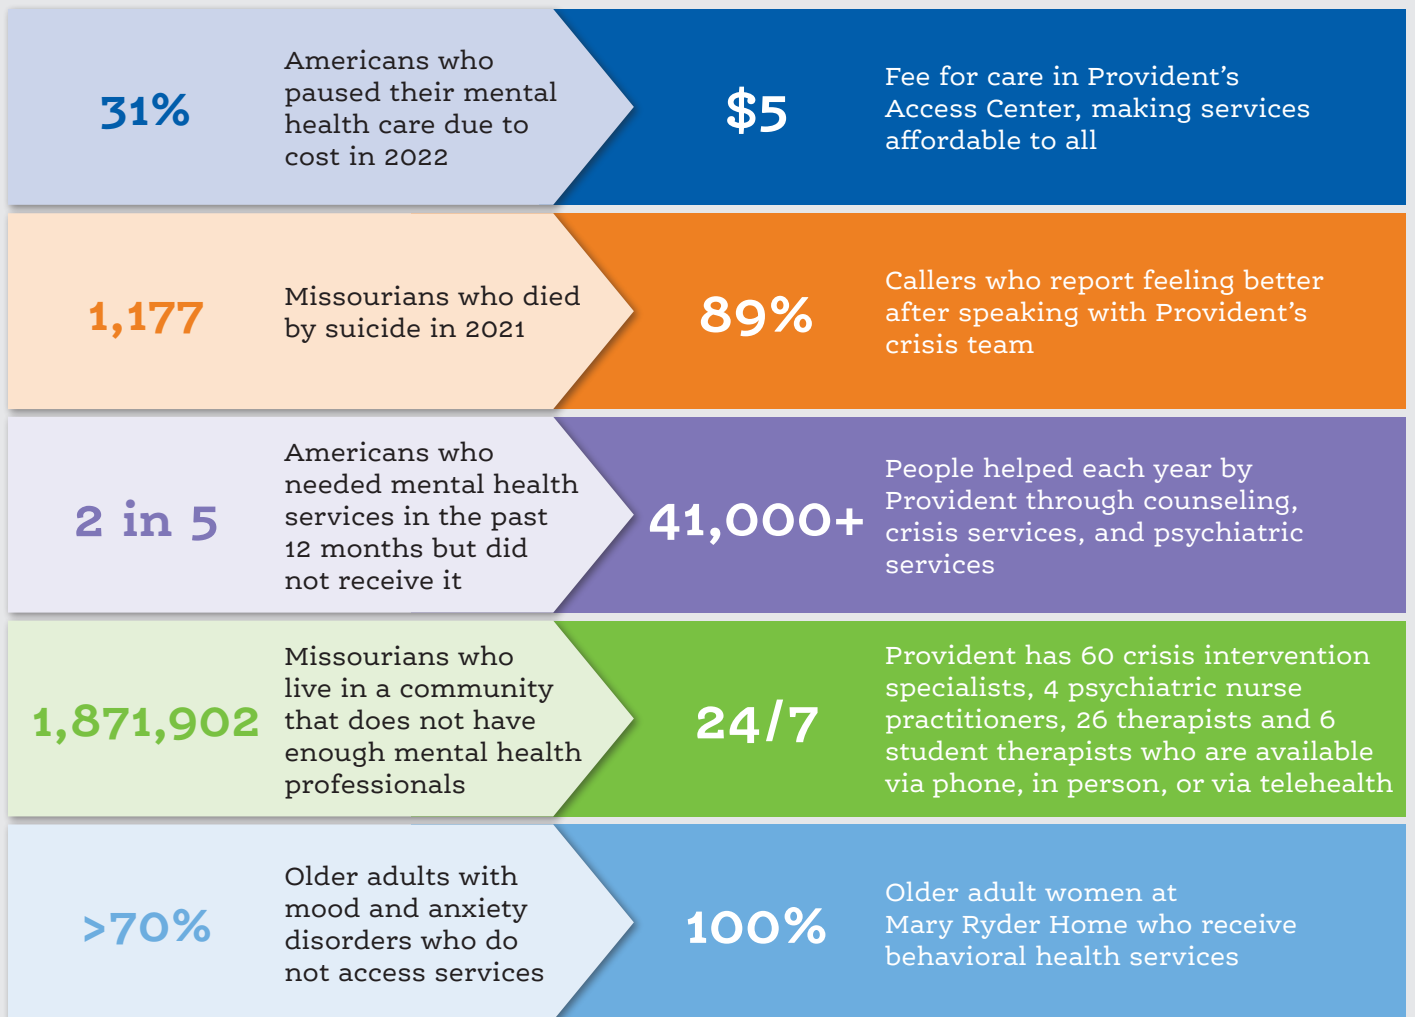 31%
Americans who
paused their mental
health care due to
cost in 2022
$5
Fee for care in Provident’s
Access Center, making services
affordable to all
1,177
Missourians who died
by suicide in 2021
89%
Callers who report feeling better
after speaking with Provident’s
crisis team
2 in 5
Americans who
needed mental health
services in the past
12 months but did
not receive it
41,000+
People helped each year by
Provident through counseling,
crisis services, and psychiatric
services
1,871,902
Missourians who
live in a community
that does not have
enough mental health
professionals
24/7
Provident has 60 crisis intervention
specialists, 4 psychiatric nurse
practitioners, 26 therapists and 6
student therapists who are available
via phone, in person, or via telehealth
>70%
Older adults with
mood and anxiety
disorders who do
not access services
100%
Older adult women at
Mary Ryder Home who receive
behavioral health services